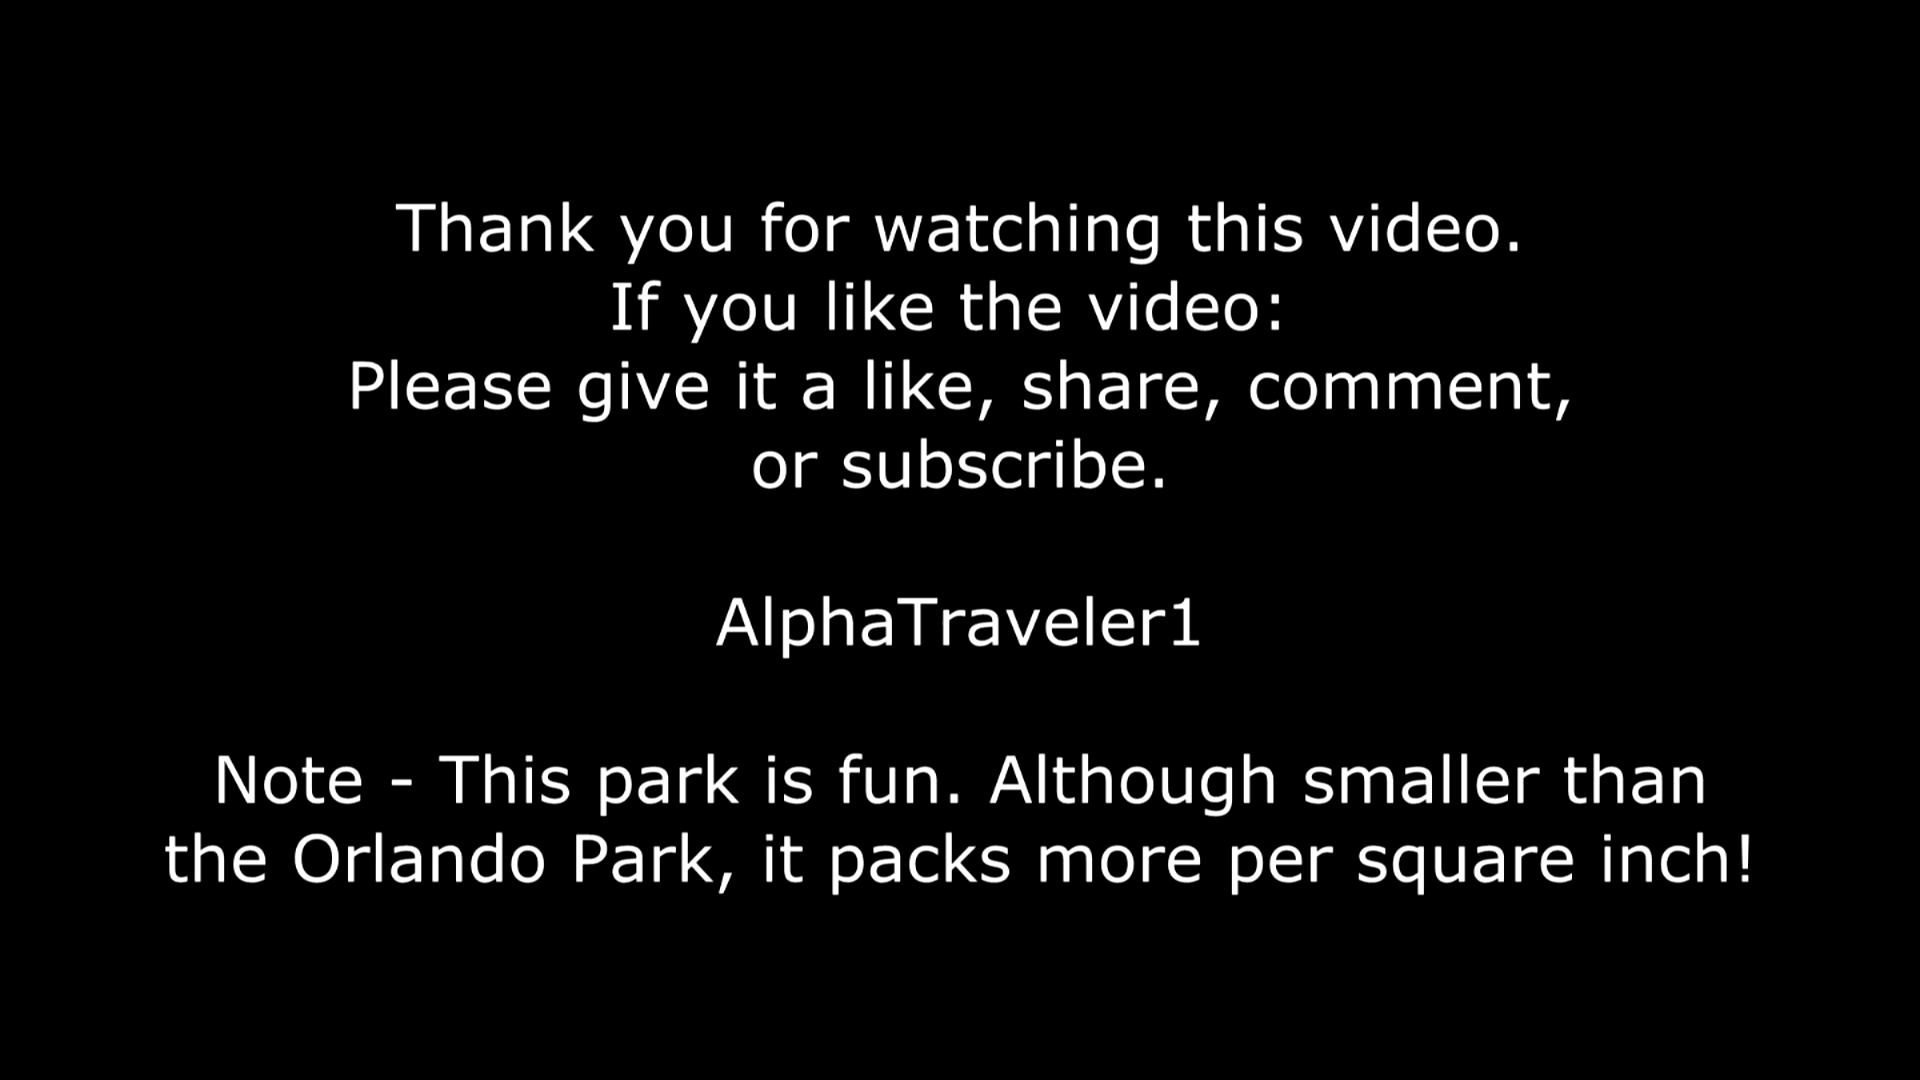 Thank you for watching this video.
If you like the video:
Please give it a like, share, comment,
or subscribe.
AlphaTraveler1
Note - This park is fun. Although smaller than
the Orlando Park, it packs more per square inch!